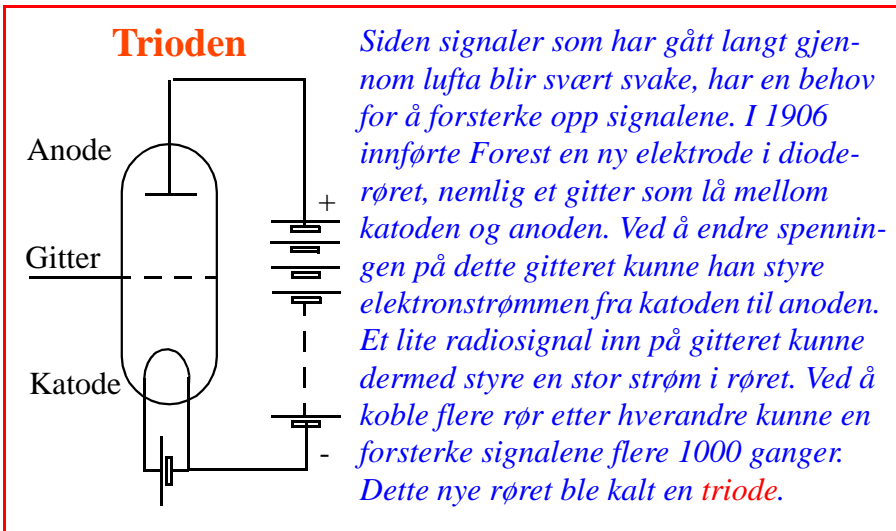 Trioden
Anode
Gitter
Katode
+
-
Siden signaler som har gått langt gjen-
nom lufta blir svært svake, har en behov
for å forsterke opp signalene. I 1906
innførte Forest en ny elektrode i diode-
røret, nemlig et gitter som lå mellom
katoden og anoden. Ved å endre spennin-
gen på dette gitteret kunne han styre
elektronstrømmen fra katoden til anoden.
Et lite radiosignal inn på gitteret kunne
dermed styre en stor strøm i røret. Ved å
koble flere rør etter hverandre kunne en
forsterke signalene flere 1000 ganger.
Dette nye røret ble kalt en triode.